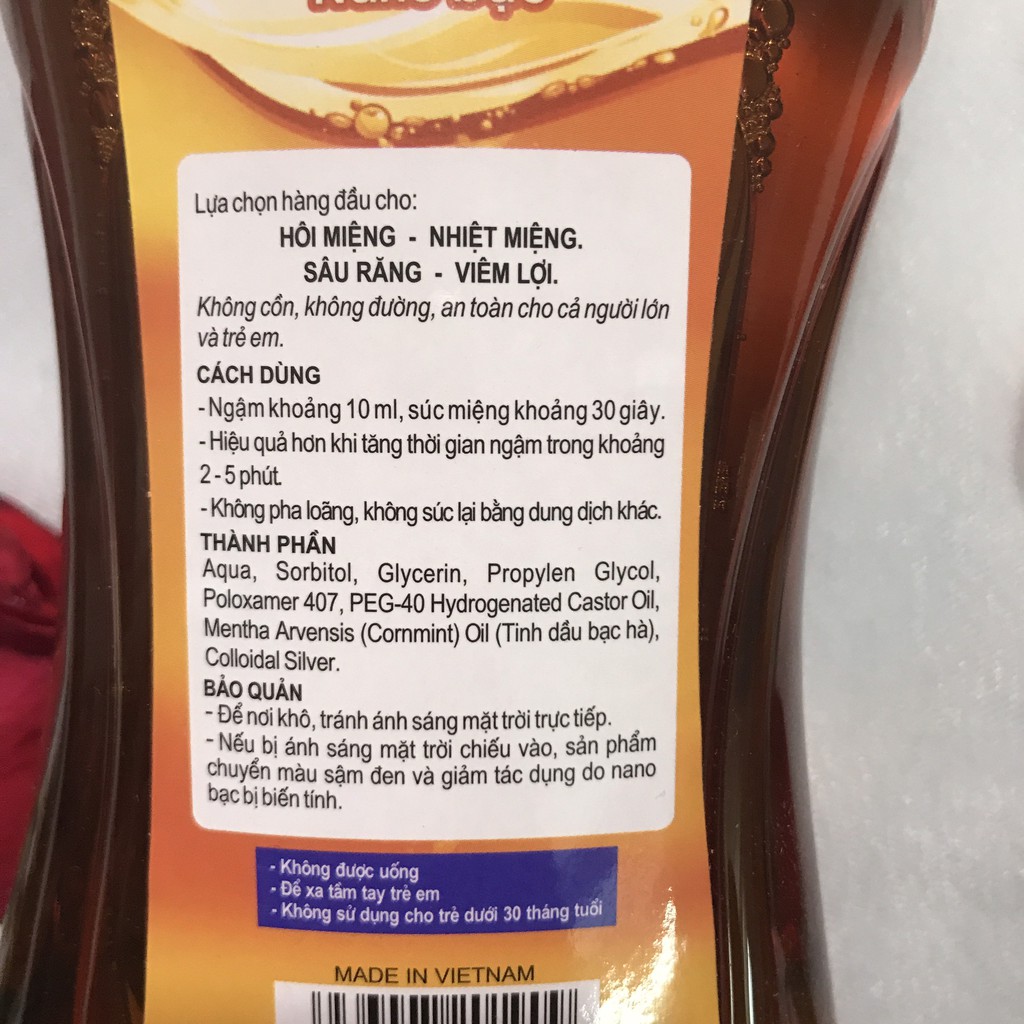 Lựa chọn hàng đầu cho:
HÔI MIỆNG - NHIỆT MIỆNG.
SÂU RĂNG - VIÊM LỢI.
Không cồn, không đường, an toàn cho cả người lớn
và trẻ em.
CÁCH DÙNG
- Ngậm khoảng 10 ml, súc miệng khoảng 30 giây.
- Hiệu quả hơn khi tăng thời gian ngậm trong khoảng
2 - 5 phút.
- Không pha loãng, không súc lại bằng dung dịch khác.
THÀNH PHẦN
Aqua, Sorbitol, Glycerin, Propylen Glycol,
Poloxamer 407, PEG-40 Hydrogenated Castor Oil,
Mentha Arvensis (Cornmint) Oil (Tinh dầu bạc hà),
Colloidal Silver.
BẢO QUẢN
- Để nơi khô, tránh ánh sáng mặt trời trực tiếp.
- Nếu bị ánh sáng mặt trời chiếu vào, sản phẩm
chuyển màu sậm đen và giảm tác dụng do nano
bạc bị biến tính.
- Không được uống
- Để xa tầm tay trẻ em
- Không sử dụng cho trẻ dưới 30 tháng tuổi
MADE IN VIETNAM